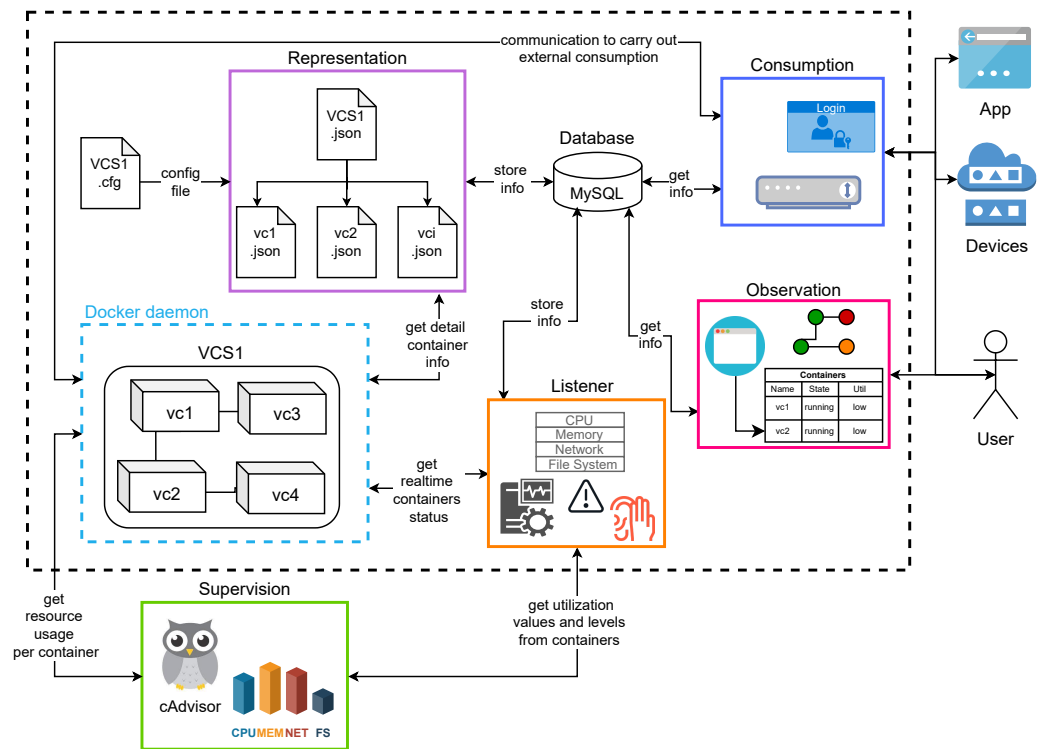 communication to carry out
external consumption
Representation
Consumption
VCS1
.json
Login
App
VCS1
.cfg
config
file
vc1
.json
vc2
.json
vci
.json
store
info
Database
MySQL
get
info
Devices
Docker daemon
VCS1
vc1
vc3
vc2
vc4
get detail
container
info
store
info
get
info
Observation
Containers
Name State Util
vc1 running low
vc2 running low
User
Listener
CPU
Memory
Network
File System
get
realtime
containers
status
Supervision
get
resource
usage
per container
cAdvisor
CPU MEM NET FS
get utilization
values and levels
from containers